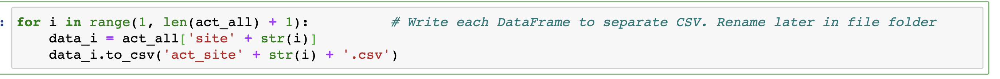 : for i in range(1, len(act_all) + 1):          # Write each DataFrame to separate CSV. Rename later in file folder
    data_i = act_all['site' + str(i)]
    data_i.to_csv('act_site' + str(i) + '.csv')